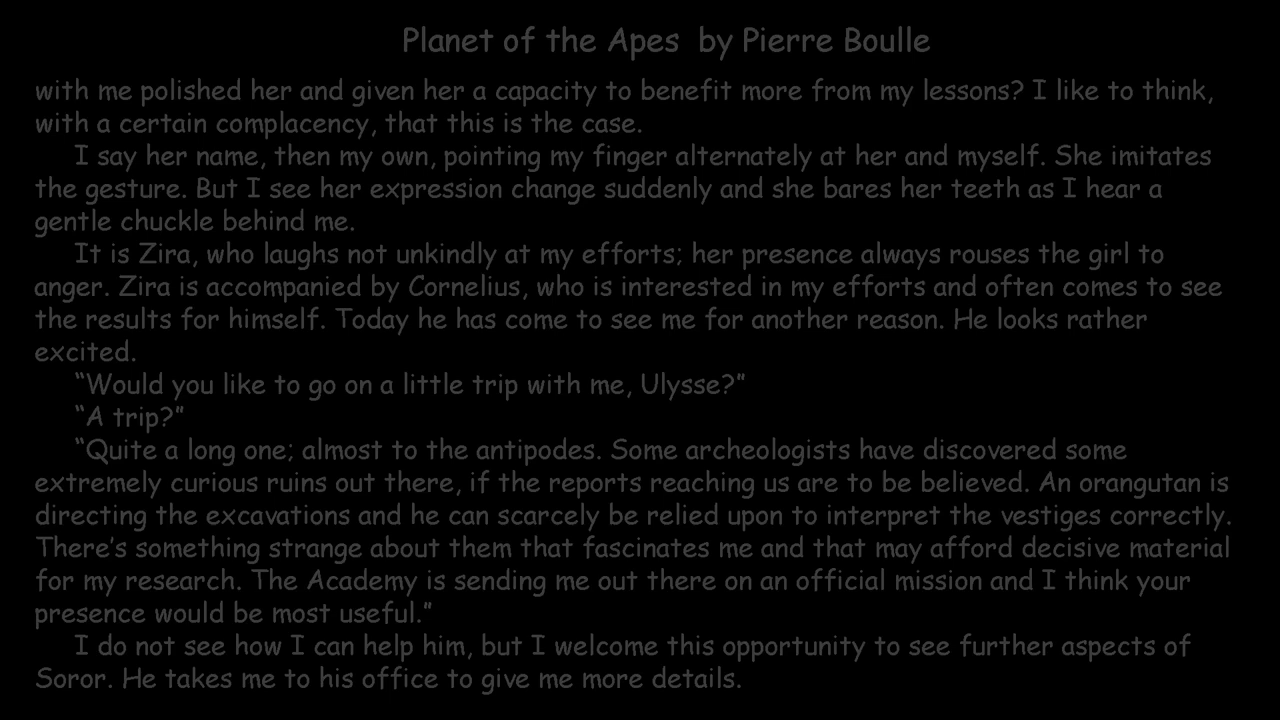 Planet of the Apes  by Pierre Boulle
with me polished her and given her a capacity to benefit more from my lessons? I like to think,
with a certain complacency, that this is the case.
I say her name, then my own, pointing my finger alternately at her and myself. She imitates
the gesture. But I see her expression change suddenly and she bares her teeth as I hear a
gentle chuckle behind me.
It is Zira, who laughs not unkindly at my efforts; her presence always rouses the girl to
anger. Zira is accompanied by Cornelius, who is interested in my efforts and often comes to see
the results for himself. Today he has come to see me for another reason. He looks rather
excited.
“Would you like to go on a little trip with me, Ulysse?”
“A trip?”
“Quite a long one; almost to the antipodes. Some archeologists have discovered some
extremely curious ruins out there, if the reports reaching us are to be believed. An orangutan is
directing the excavations and he can scarcely be relied upon to interpret the vestiges correctly.
There’s something strange about them that fascinates me and that may afford decisive material
for my research. The Academy is sending me out there on an official mission and I think your
presence would be most useful.”
I do not see how I can help him, but I welcome this opportunity to see further aspects of
Soror. He takes me to his office to give me more details.